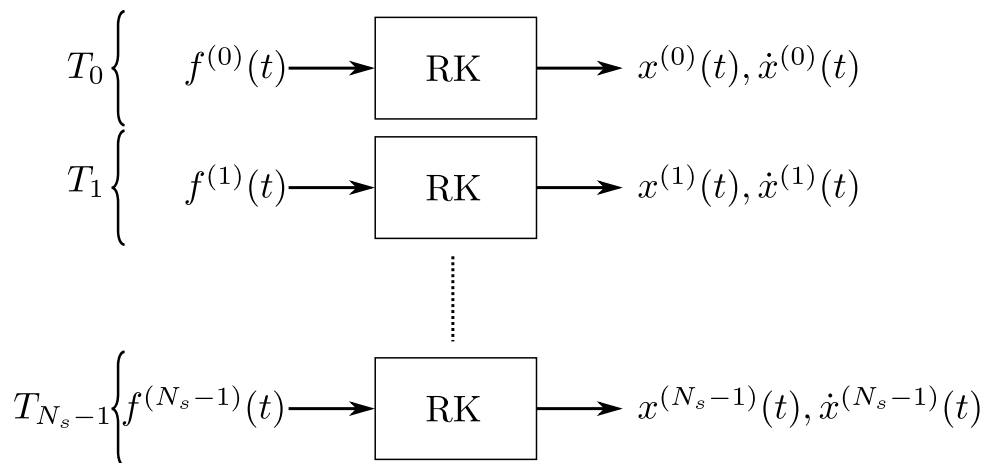 T_0 { f^{(0)}(t) RK x^{(0)}(t), ẋ^{(0)}(t)
T_1 { f^{(1)}(t) RK x^{(1)}(t), ẋ^{(1)}(t)
T_{N_s-1} { f^{(N_s-1)}(t) RK x^{(N_s-1)}(t), ẋ^{(N_s-1)}(t)